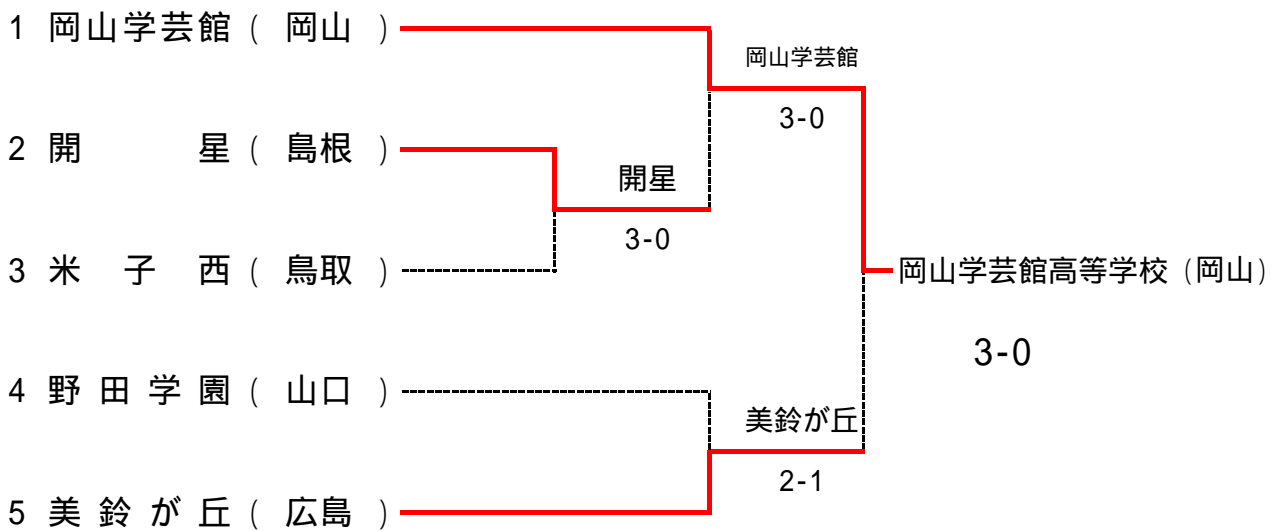 1 岡山学芸館 ( 岡山 )
岡山学芸館
3-0
2 開 星 ( 島根 )
開星
3-0
3 米 子 西 ( 鳥取 )
岡山学芸館高等学校 (岡山)
3-0
4 野 田 学 園 ( 山口 )
美鈴が丘
2-1
5 美 鈴 が 丘 ( 広島 )